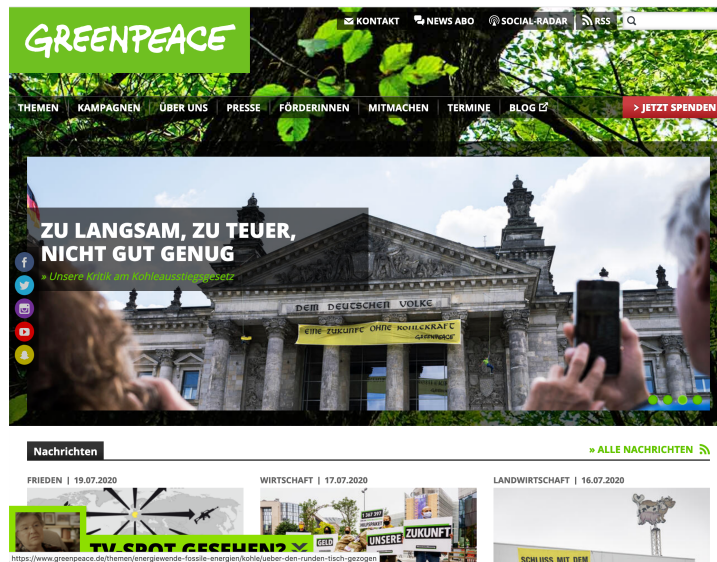 GREENPEACE
KONTAKT NEWS ABO SOCIAL-RADAR RSS
THEMEN KAMPAGNEN ÜBER UNS PRESSE FÖRDERINNEN MITMACHEN TERMINE BLOG > JETZT SPENDEN
ZU LANGSAM, ZU TEUER,
NICHT GUT GENUG
» Unsere Kritik am Kohleausstiegsgesetz
DEM DEUTSCHEN VOLKE
EINE ZUKUNFT OHNE KOHLEKRAFT
GREENPEACE
Nachrichten » ALLE NACHRICHTEN
FRIEDEN | 19.07.2020 WIRTSCHAFT | 17.07.2020 LANDWIRTSCHAFT | 16.07.2020
1 367 397
GELD UNSERE ZUKUNFT
TV-SPOT GESEHEN?
SCHLUSS MIT DEM
https://www.greenpeace.de/themen/energiewende-fossile-energien/kohle/ueber-den-runden-tisch-gezogen